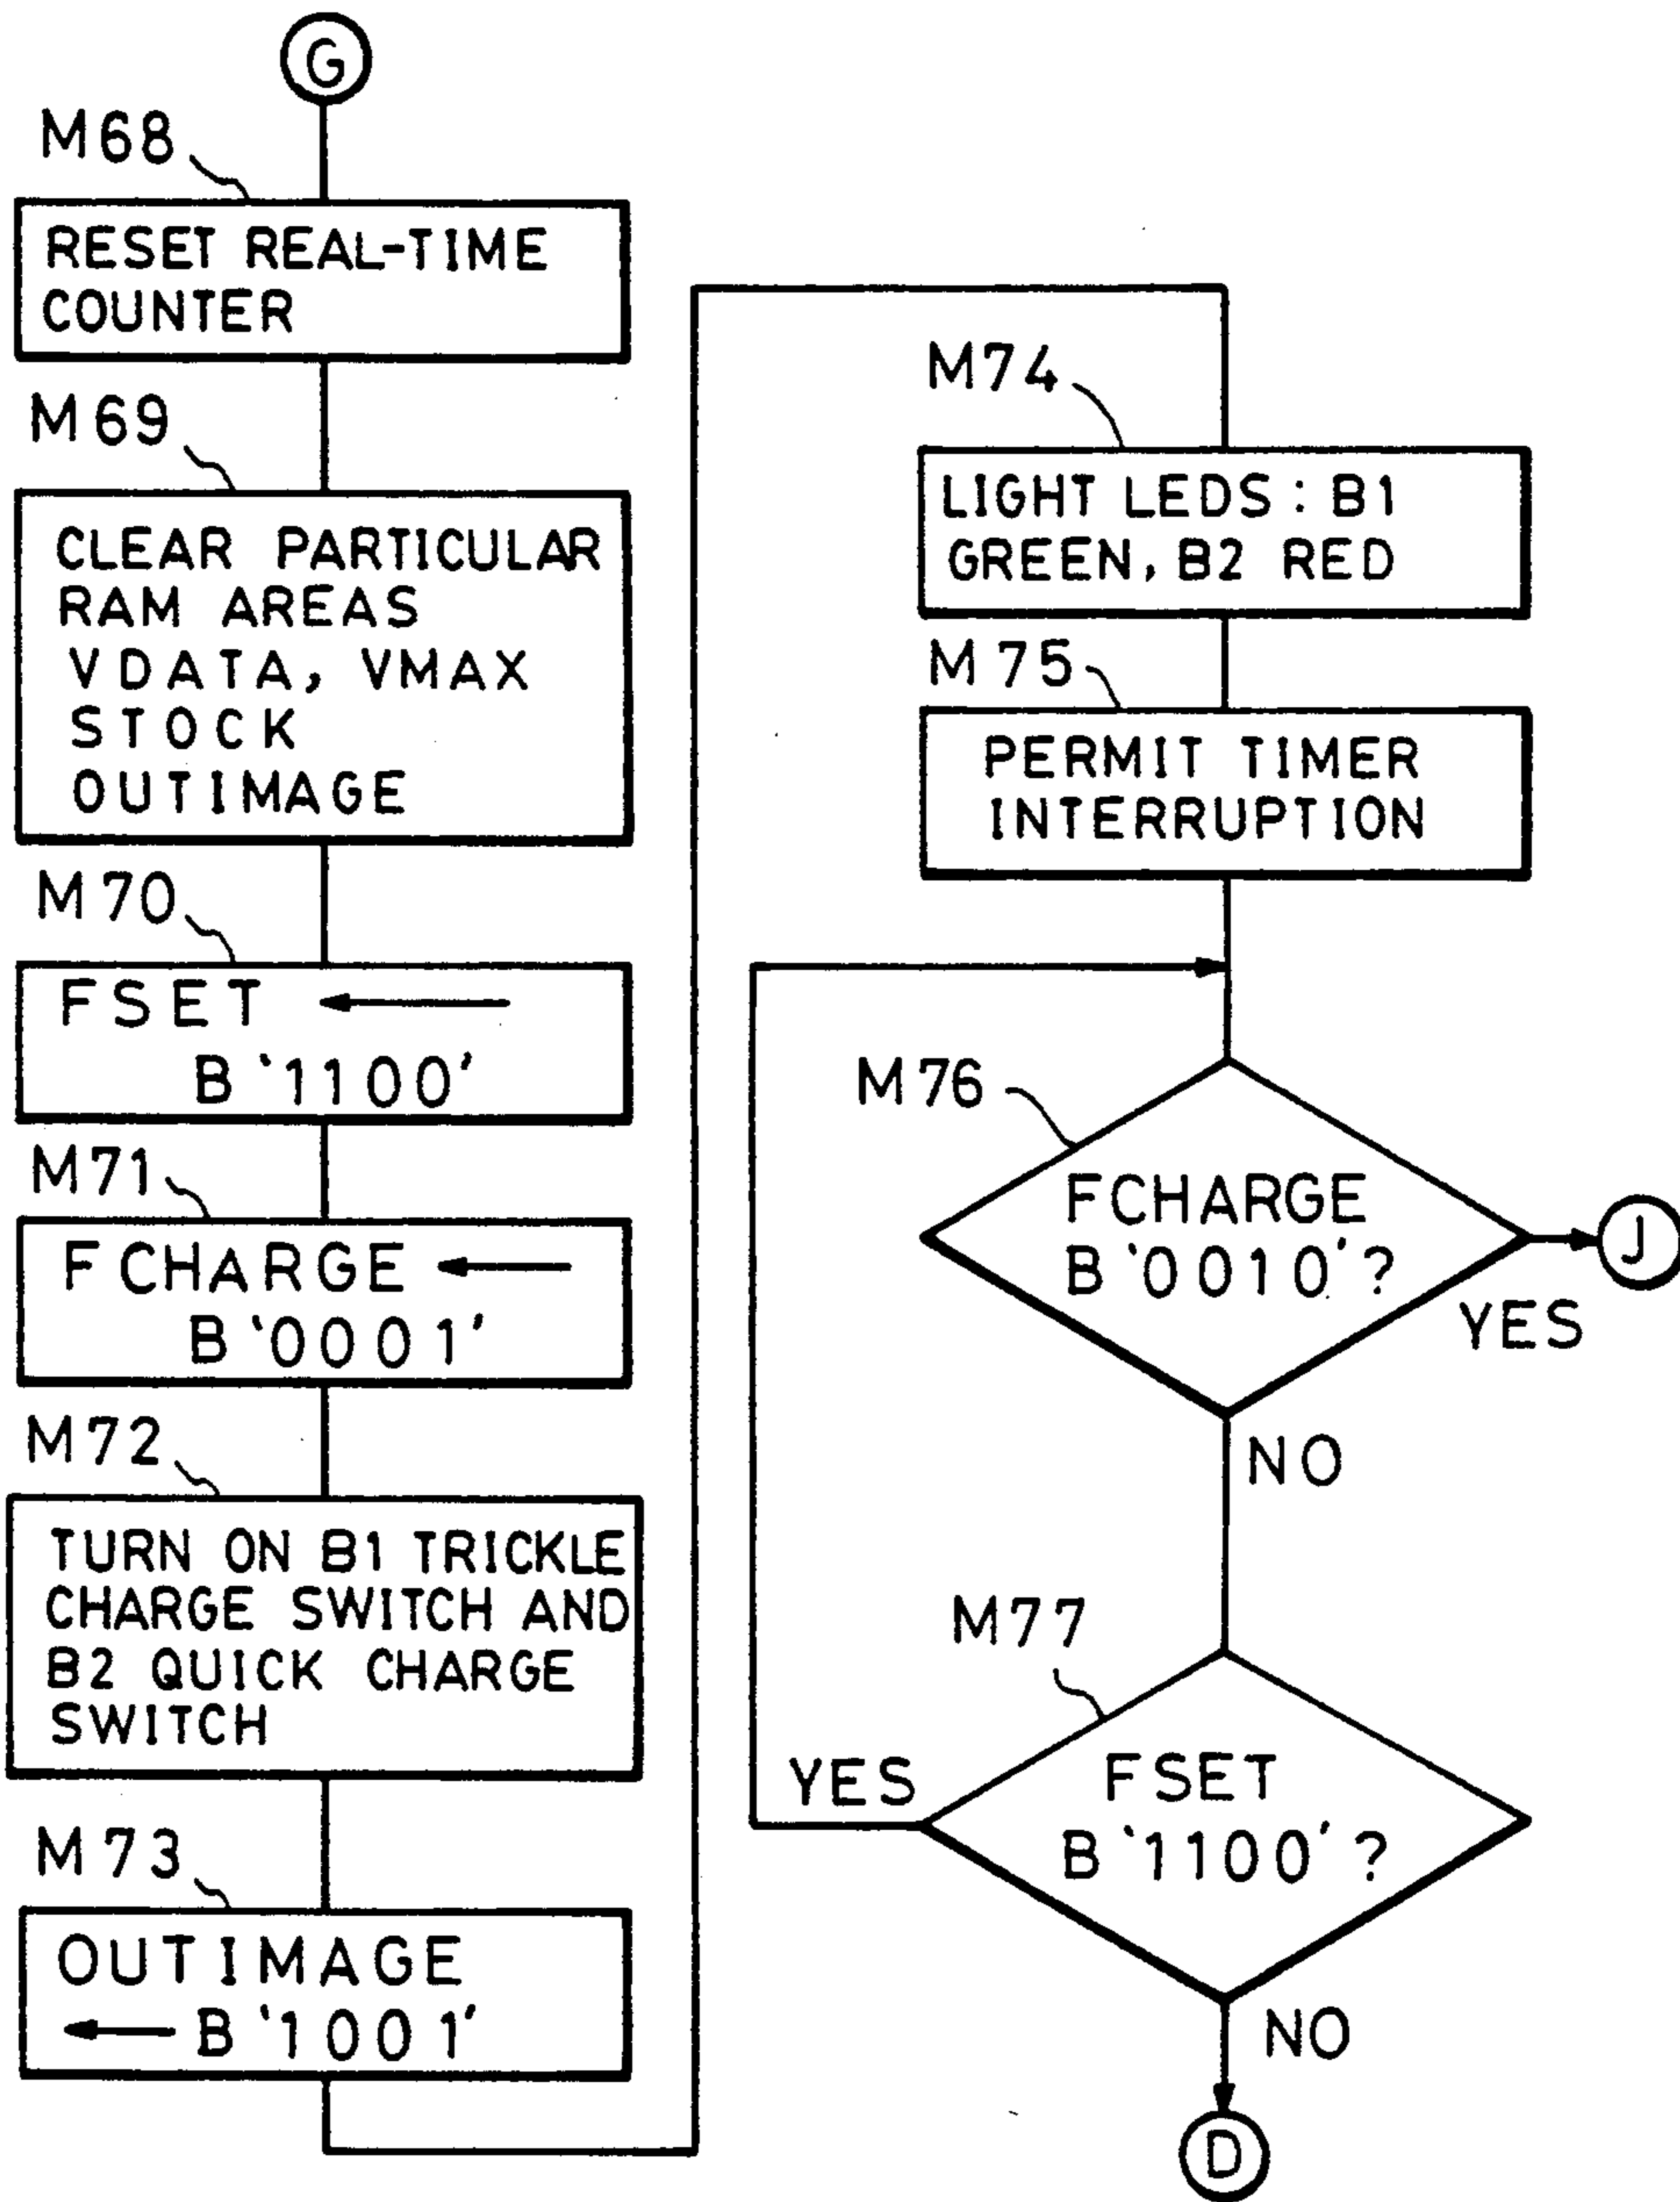 G
M68
RESET REAL-TIME
COUNTER
M69
CLEAR PARTICULAR
RAM AREAS
VDATA, VMAX
STOCK
OUTIMAGE
M70
FSET ←
B '1100'
M71
FCHARGE ←
B '0001'
M72
TURN ON B1 TRICKLE
CHARGE SWITCH AND
B2 QUICK CHARGE
SWITCH
M73
OUTIMAGE
← B '1001'
M74
LIGHT LEDS : B1
GREEN, B2 RED
M75
PERMIT TIMER
INTERRUPTION
M76
FCHARGE
B '0010' ?
J
YES
NO
M77
FSET
B '1100' ?
YES
NO
D